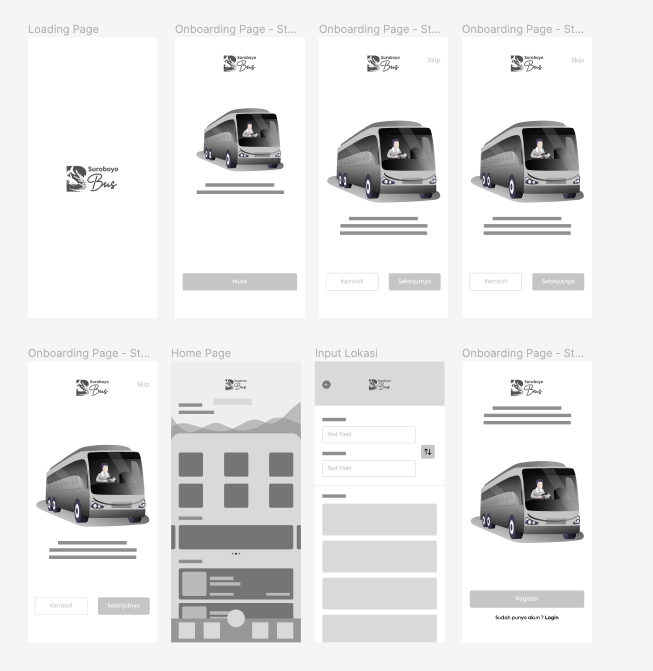 Loading Page
Onboarding Page - St...
Onboarding Page - St...
Onboarding Page - St...
Suroboyo
Bus
Suroboyo
Bus
Mulai
Suroboyo
Bus
Skip
Kembali
Selanjutnya
Suroboyo
Bus
Skip
Kembali
Selanjutnya
Onboarding Page - St...
Home Page
Input Lokasi
Onboarding Page - St...
Suroboyo
Bus
Skip
Kembali
Selanjutnya
Suroboyo
Bus
Suroboyo
Bus
Text Field
Text Field
Suroboyo
Bus
Register
Sudah punya akun ? Login